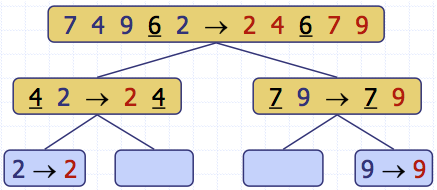 7 4 9 6 2 → 2 4 6 7 9
4 2 → 2 4
7 9 → 7 9
2 → 2
9 → 9